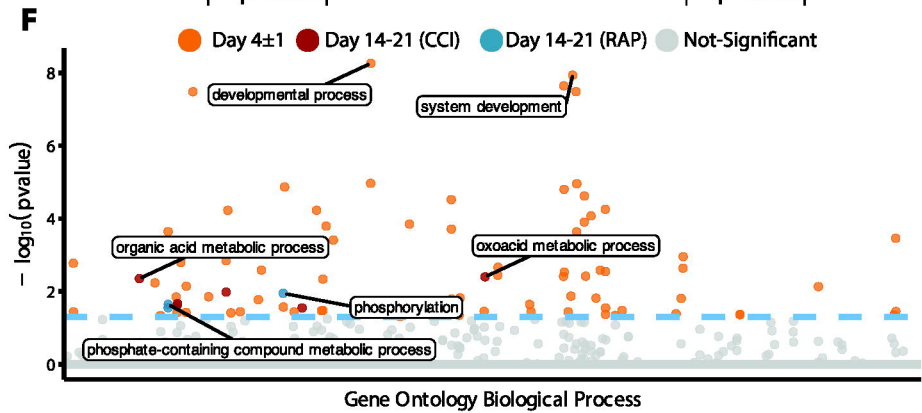 F
Day 4±1 Day 14-21 (CCI) Day 14-21 (RAP) Not-Significant
8
developmental process
system development
6
− log10(pvalue)
4
organic acid metabolic process
oxoacid metabolic process
2
phosphorylation
phosphate-containing compound metabolic process
0
Gene Ontology Biological Process